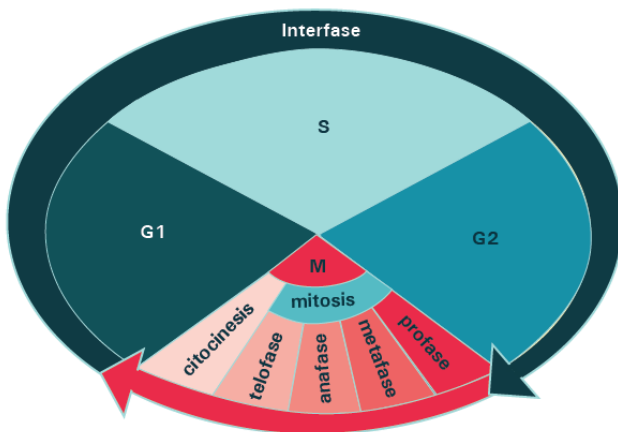 Interfase
S
G1
G2
M
mitosis
citocinesis
telofase
anafase
metafase
profase